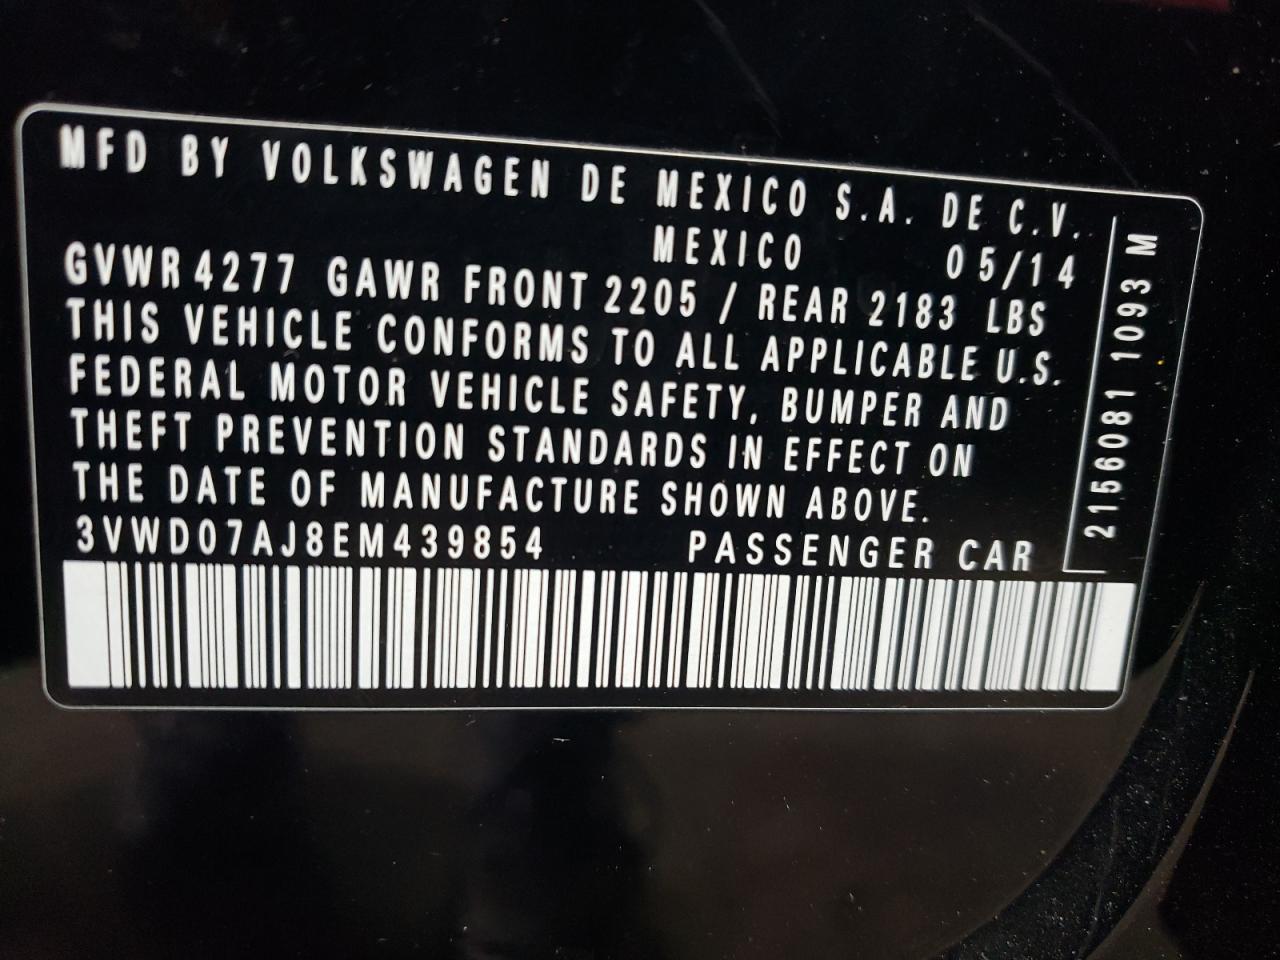 MFD BY VOLKSWAGEN DE MEXICO S.A. DE C.V.
MEXICO 05/14
GVWR 4277 GAWR FRONT 2205 / REAR 2183 LBS
THIS VEHICLE CONFORMS TO ALL APPLICABLE U.S.
FEDERAL MOTOR VEHICLE SAFETY, BUMPER AND
THEFT PREVENTION STANDARDS IN EFFECT ON
THE DATE OF MANUFACTURE SHOWN ABOVE.
3VWD07AJ8EM439854 PASSENGER CAR
2156081 1093 M